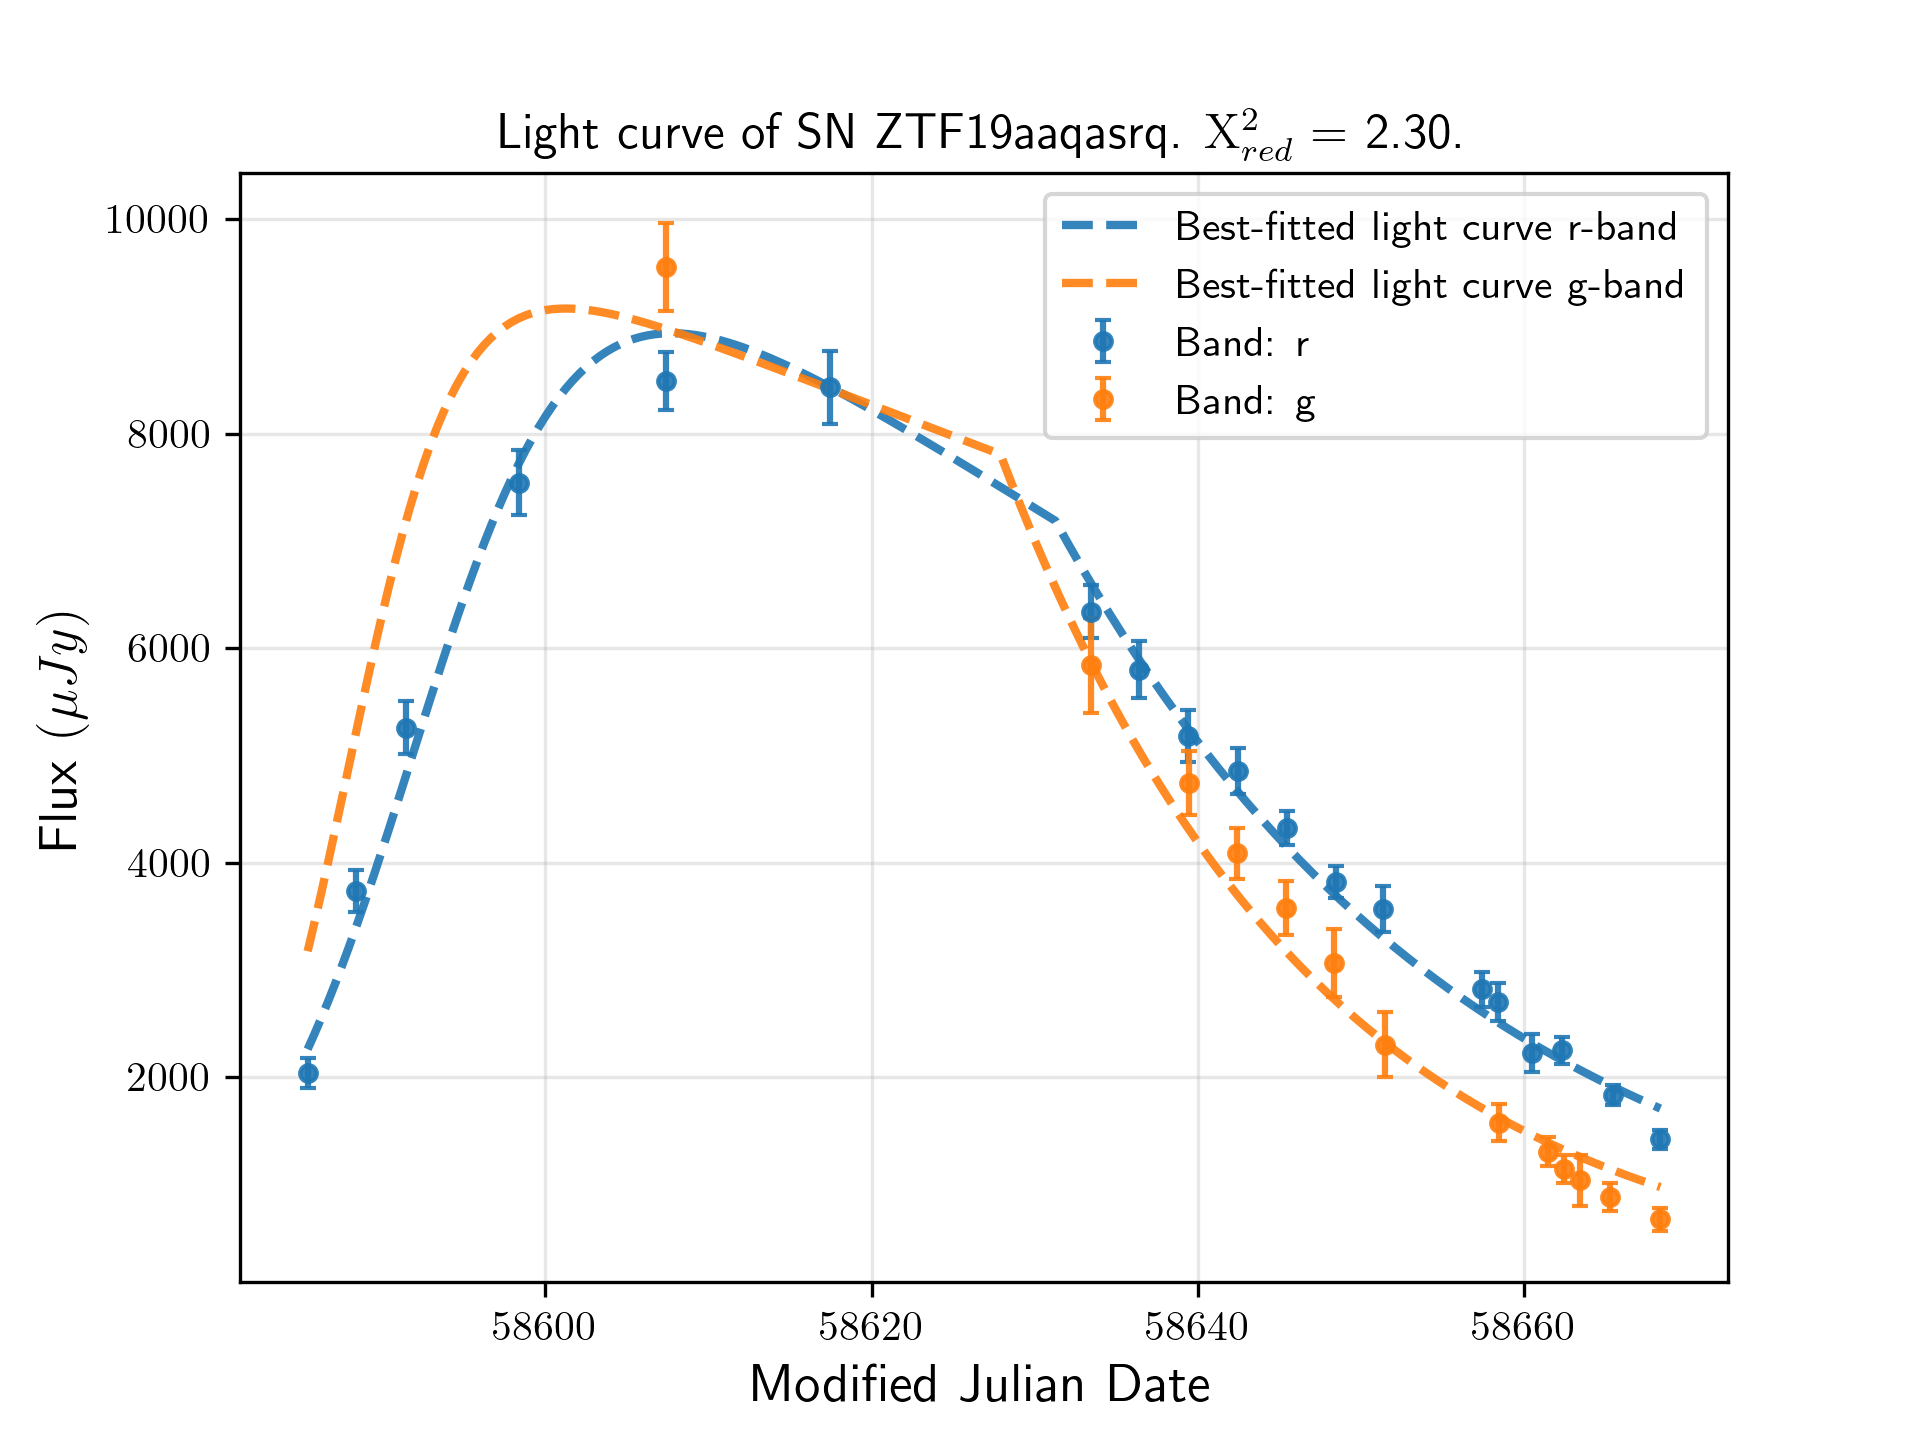 Light curve of SN ZTF19aaqasrq. X²_red = 2.30.
Best-fitted light curve r-band
Best-fitted light curve g-band
Band: r
Band: g
Flux (μJy)
10000
8000
6000
4000
2000
58600
58620
58640
58660
Modified Julian Date